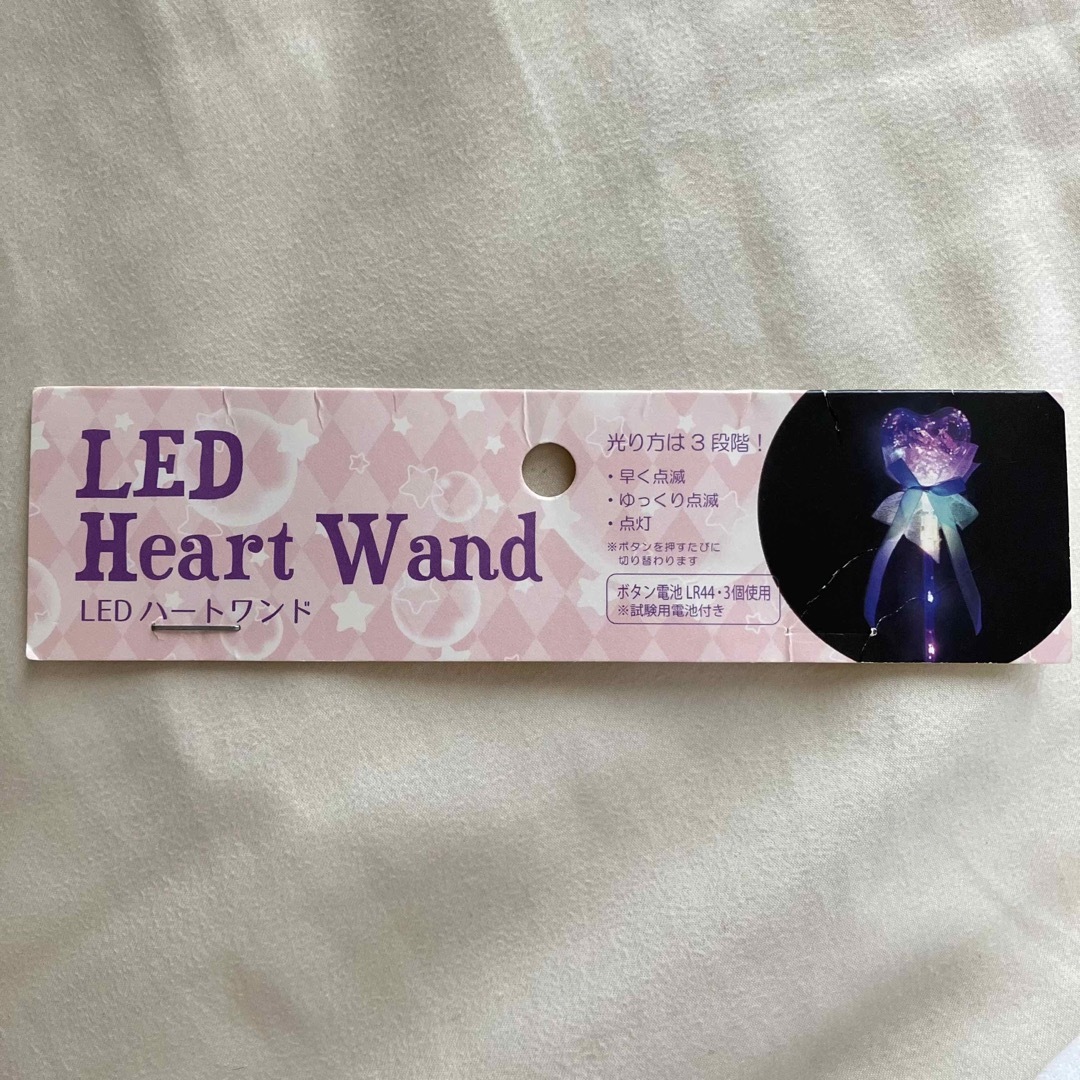 LED
Heart Wand
LED ハートワンド
光り方は3段階！
・早く点滅
・ゆっくり点滅
・点灯
※ボタンを押すたびに
切り替わります
ボタン電池 LR44・3個使用
※試験用電池付き